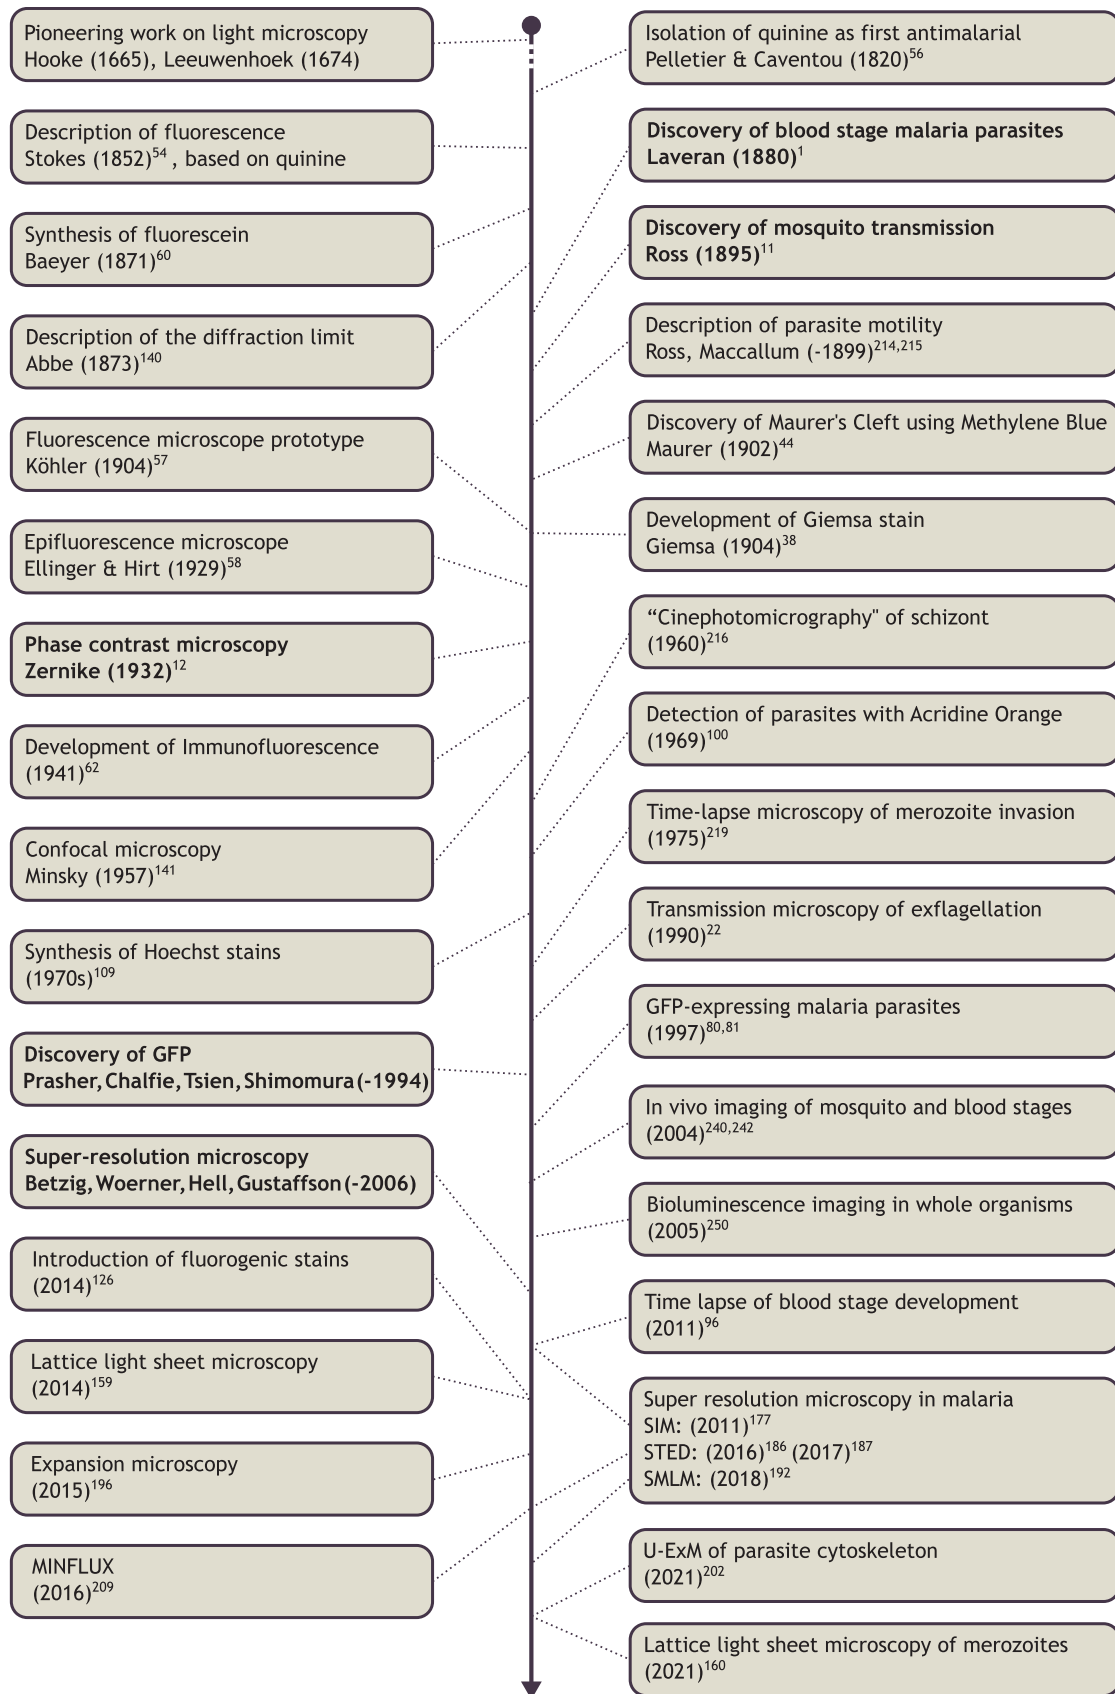 Pioneering work on light microscopy
Hooke (1665), Leeuwenhoek (1674)
Description of fluorescence
Stokes (1852)54 , based on quinine
Synthesis of fluorescein
Baeyer (1871)60
Description of the diffraction limit
Abbe (1873)140
Fluorescence microscope prototype
Köhler (1904)57
Epifluorescence microscope
Ellinger & Hirt (1929)58
Phase contrast microscopy
Zernike (1932)12
Development of Immunofluorescence
(1941)62
Confocal microscopy
Minsky (1957)141
Synthesis of Hoechst stains
(1970s)109
Discovery of GFP
Prasher, Chalfie, Tsien, Shimomura (-1994)
Super-resolution microscopy
Betzig, Woerner, Hell, Gustaffson (-2006)
Introduction of fluorogenic stains
(2014)126
Lattice light sheet microscopy
(2014)159
Expansion microscopy
(2015)196
MINFLUX
(2016)209
Isolation of quinine as first antimalarial
Pelletier & Caventou (1820)56
Discovery of blood stage malaria parasites
Laveran (1880)1
Discovery of mosquito transmission
Ross (1895)11
Description of parasite motility
Ross, Maccallum (-1899)214,215
Discovery of Maurer's Cleft using Methylene Blue
Maurer (1902)44
Development of Giemsa stain
Giemsa (1904)38
“Cinephotomicrography" of schizont
(1960)216
Detection of parasites with Acridine Orange
(1969)100
Time-lapse microscopy of merozoite invasion
(1975)219
Transmission microscopy of exflagellation
(1990)22
GFP-expressing malaria parasites
(1997)80,81
In vivo imaging of mosquito and blood stages
(2004)240,242
Bioluminescence imaging in whole organisms
(2005)250
Time lapse of blood stage development
(2011)96
Super resolution microscopy in malaria
SIM: (2011)177
STED: (2016)186 (2017)187
SMLM: (2018)192
U-ExM of parasite cytoskeleton
(2021)202
Lattice light sheet microscopy of merozoites
(2021)160